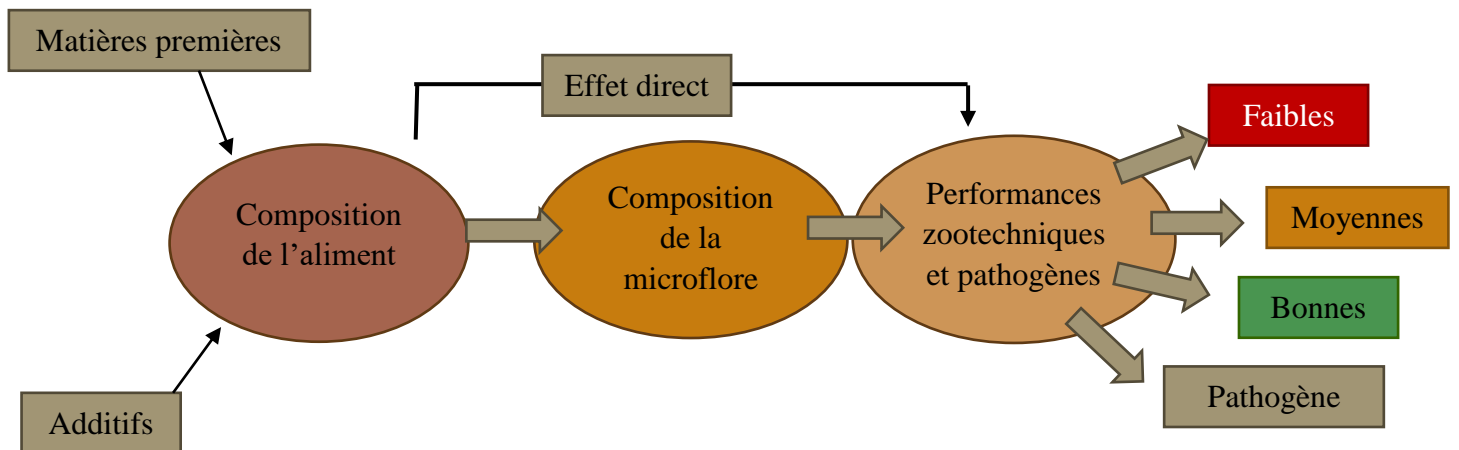 Matières premières
Effet direct
Faibles
Composition
de l’aliment
Composition
de la
microflore
Performances
zootechniques
et pathogènes
Moyennes
Bonnes
Pathogène
Additifs